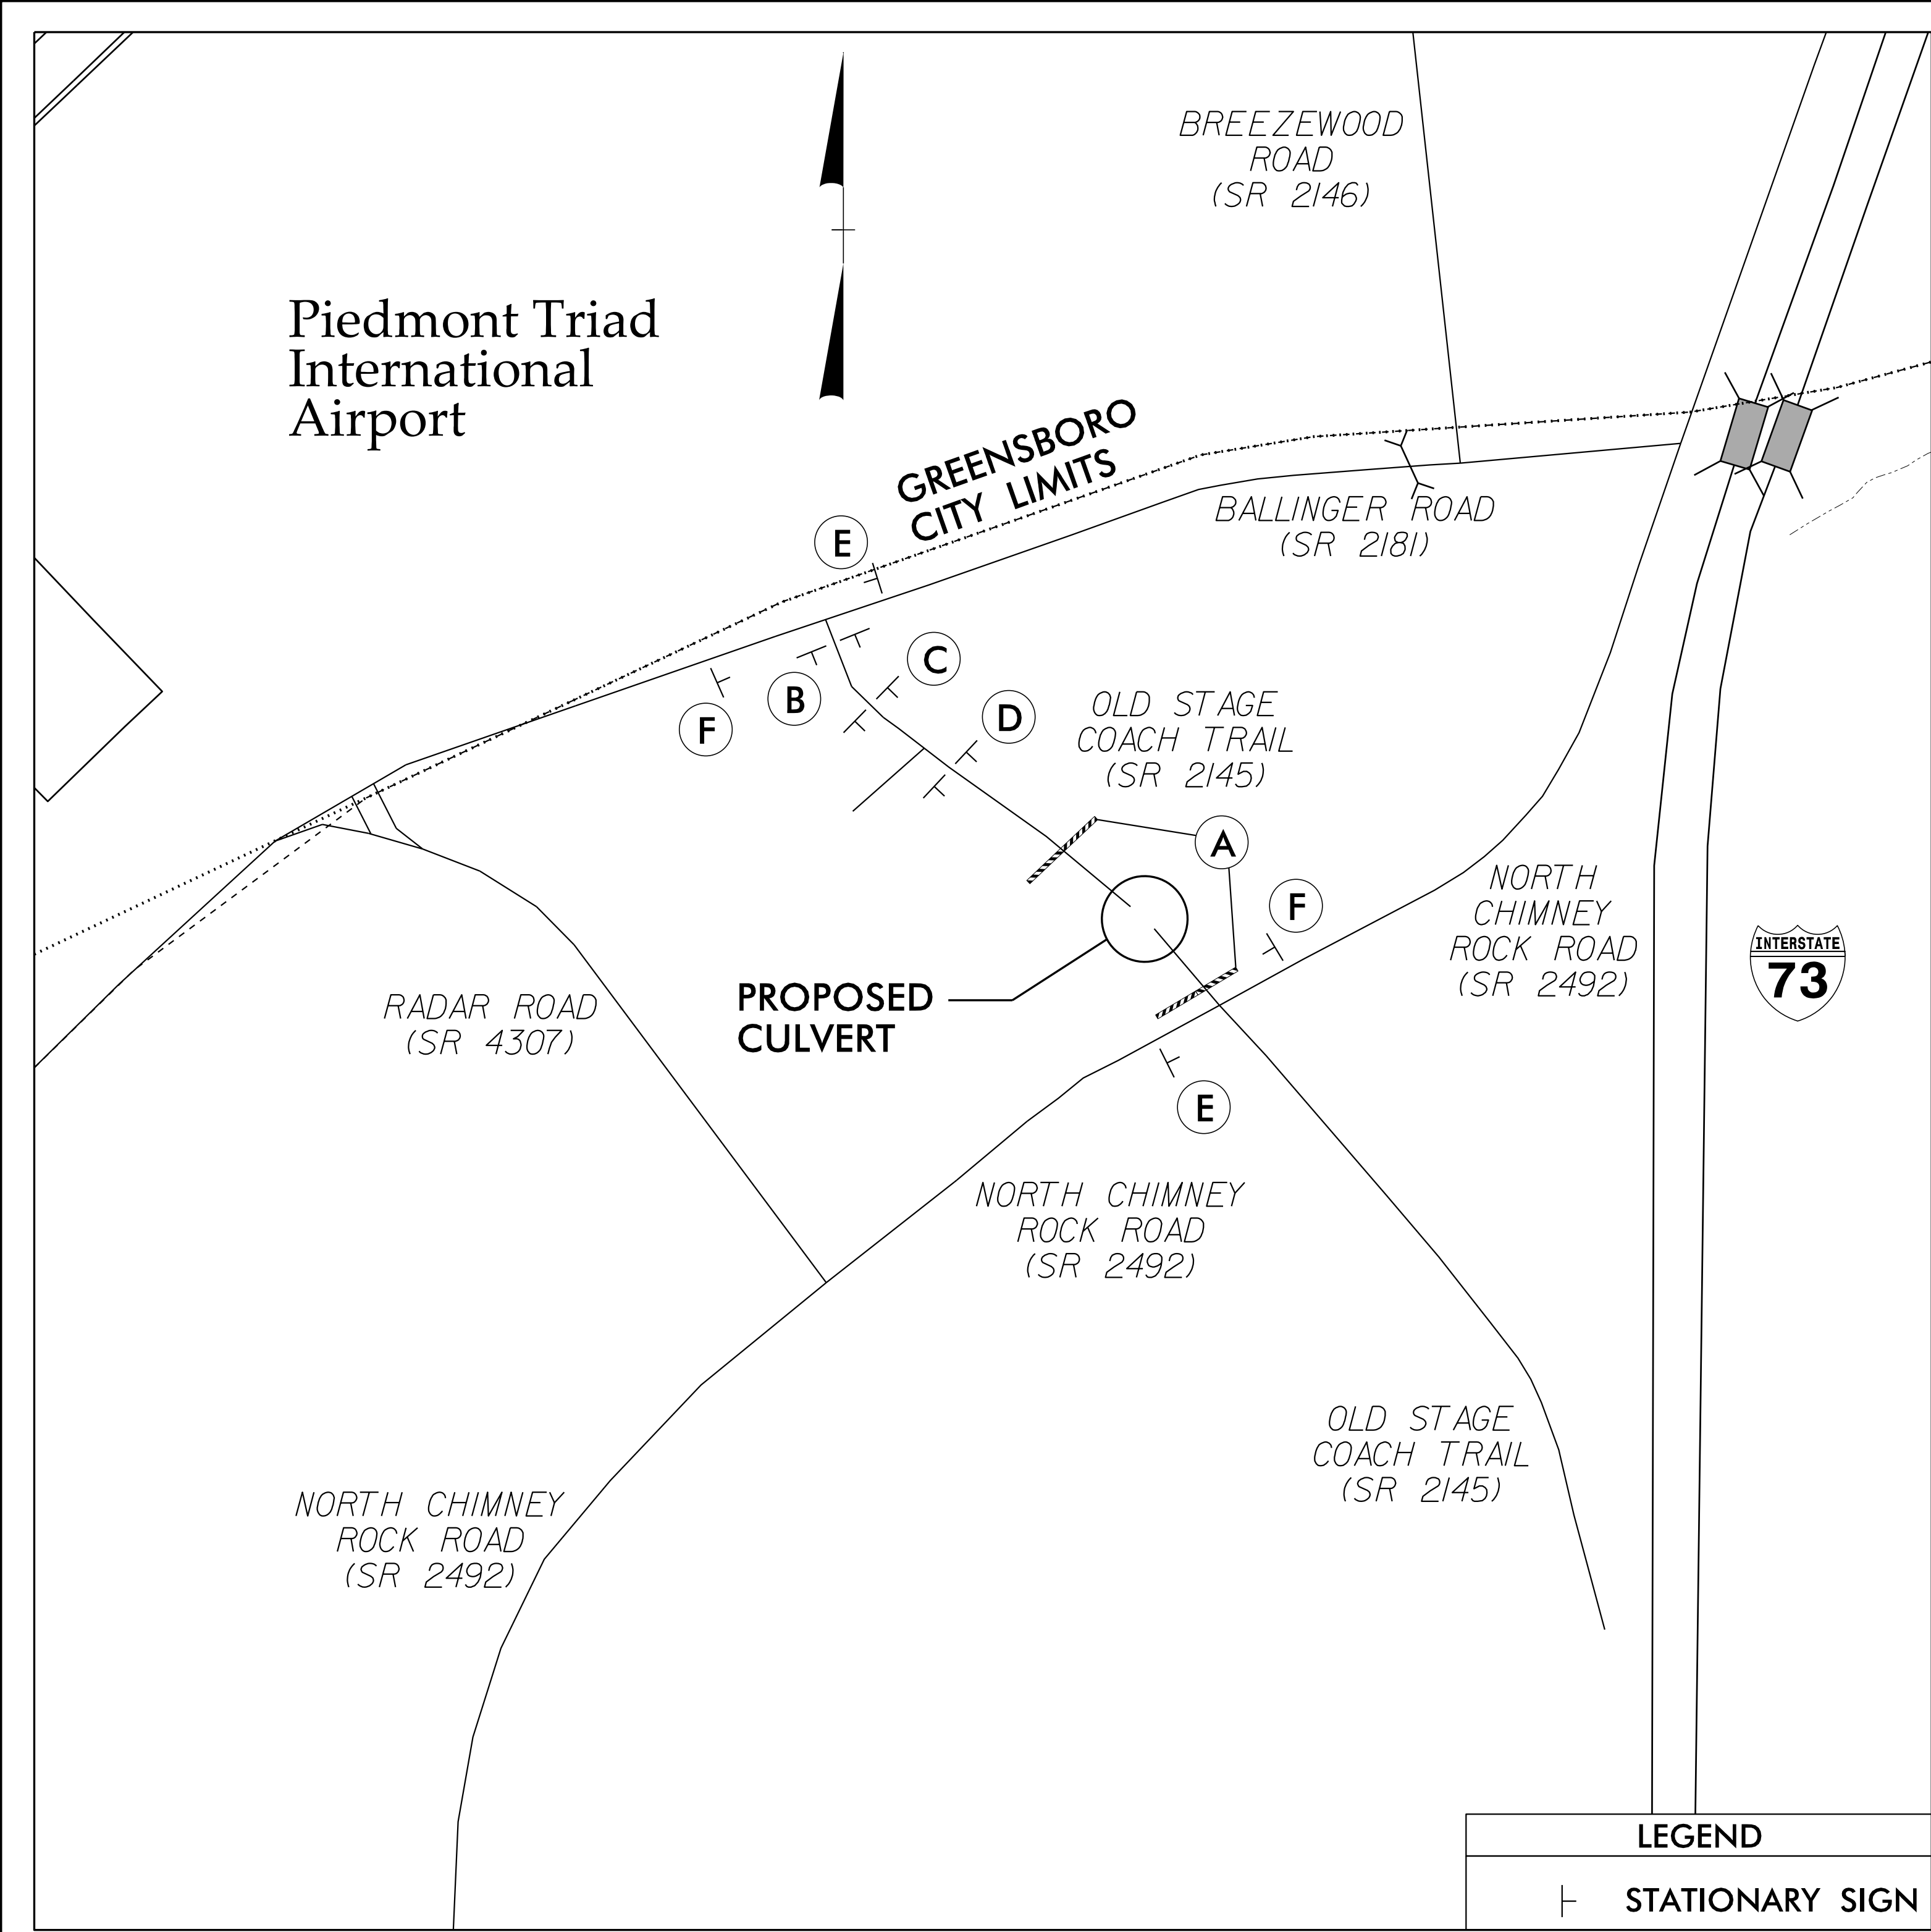 BREEZEWOOD
ROAD
(SR 2146)
Piedmont Triad
International
Airport
GREENSBORO
CITY LIMITS
BALLINGER ROAD
(SR 2181)
E
C
B
F
D
OLD STAGE
COACH TRAIL
(SR 2145)
A
F
NORTH
CHIMNEY
ROCK ROAD
(SR 2492)
INTERSTATE
73
PROPOSED
CULVERT
RADAR ROAD
(SR 4307)
E
NORTH CHIMNEY
ROCK ROAD
(SR 2492)
OLD STAGE
COACH TRAIL
(SR 2145)
NORTH CHIMNEY
ROCK ROAD
(SR 2492)
LEGEND
STATIONARY SIGN